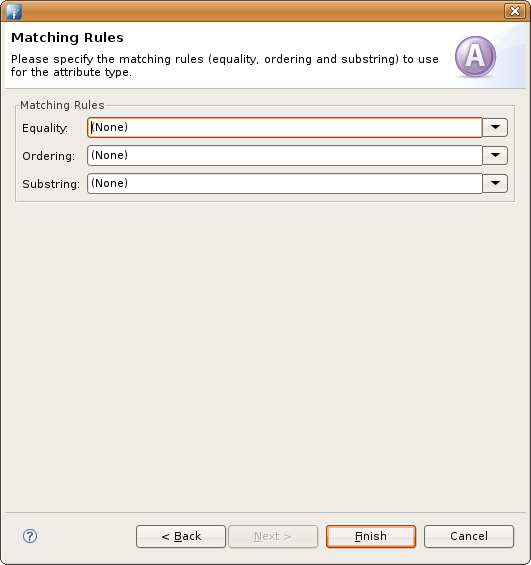 Matching Rules
Please specify the matching rules (equality, ordering and substring) to use
for the attribute type.
A
Matching Rules
Equality: (None)
Ordering: (None)
Substring: (None)
? < Back Next > Finish Cancel